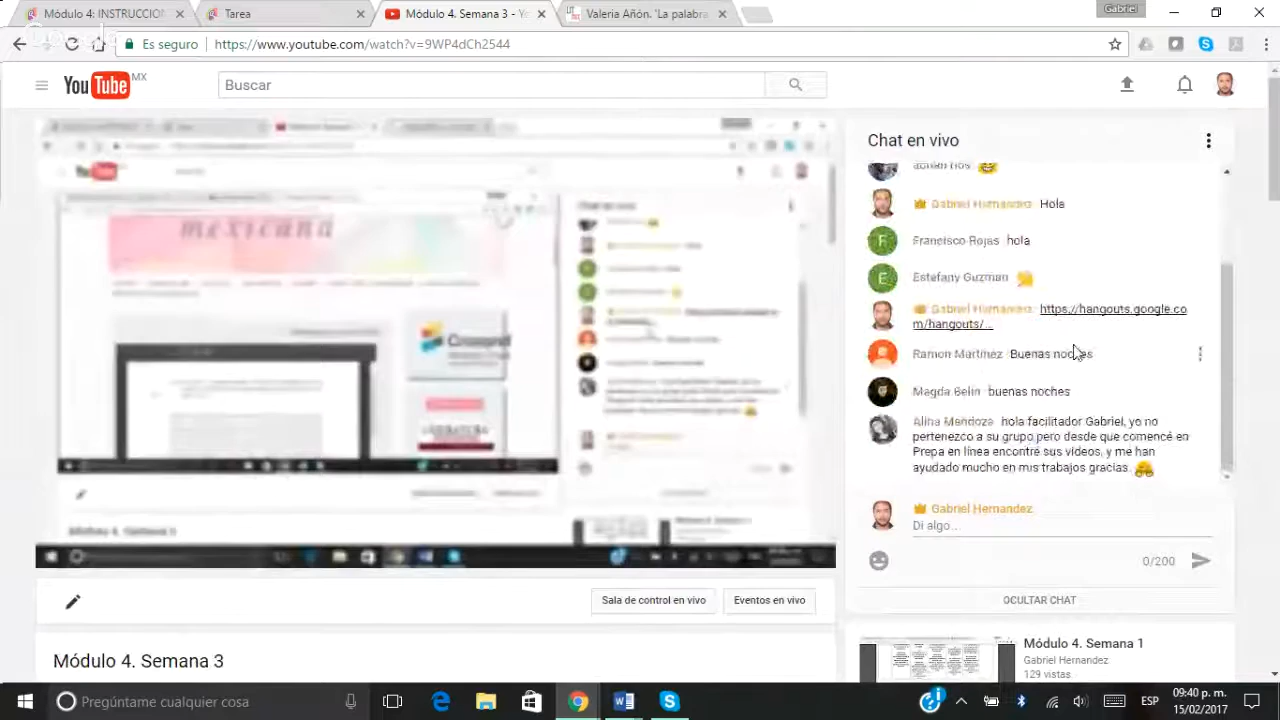 Módulo 4: INSTRUCCION
Tarea
Módulo 4. Semana 3 - Yo
Valeria Añón. "La palabra
Gabriel
Es seguro
https://www.youtube.com/watch?v=9WP4dCh2544
YouTube MX
Buscar
Chat en vivo
adrian rios
Gabriel Hernandez Hola
Francisco Rojas hola
Estefany Guzman
Gabriel Hernandez https://hangouts.google.co
m/hangouts/...
Ramon Martinez Buenas noches
Magda Belin buenas noches
Alina Mendoza hola facilitador Gabriel, yo no
pertenezco a su grupo pero desde que comencé en
Prepa en línea encontré sus videos, y me han
ayudado mucho en mis trabajos gracias.
Gabriel Hernandez
Di algo...
0/200
OCULTAR CHAT
mexicana
Sala de control en vivo
Eventos en vivo
Módulo 4. Semana 3
Módulo 4. Semana 1
Gabriel Hernandez
129 vistas
Pregúntame cualquier cosa
ESP
09:40 p. m.
15/02/2017